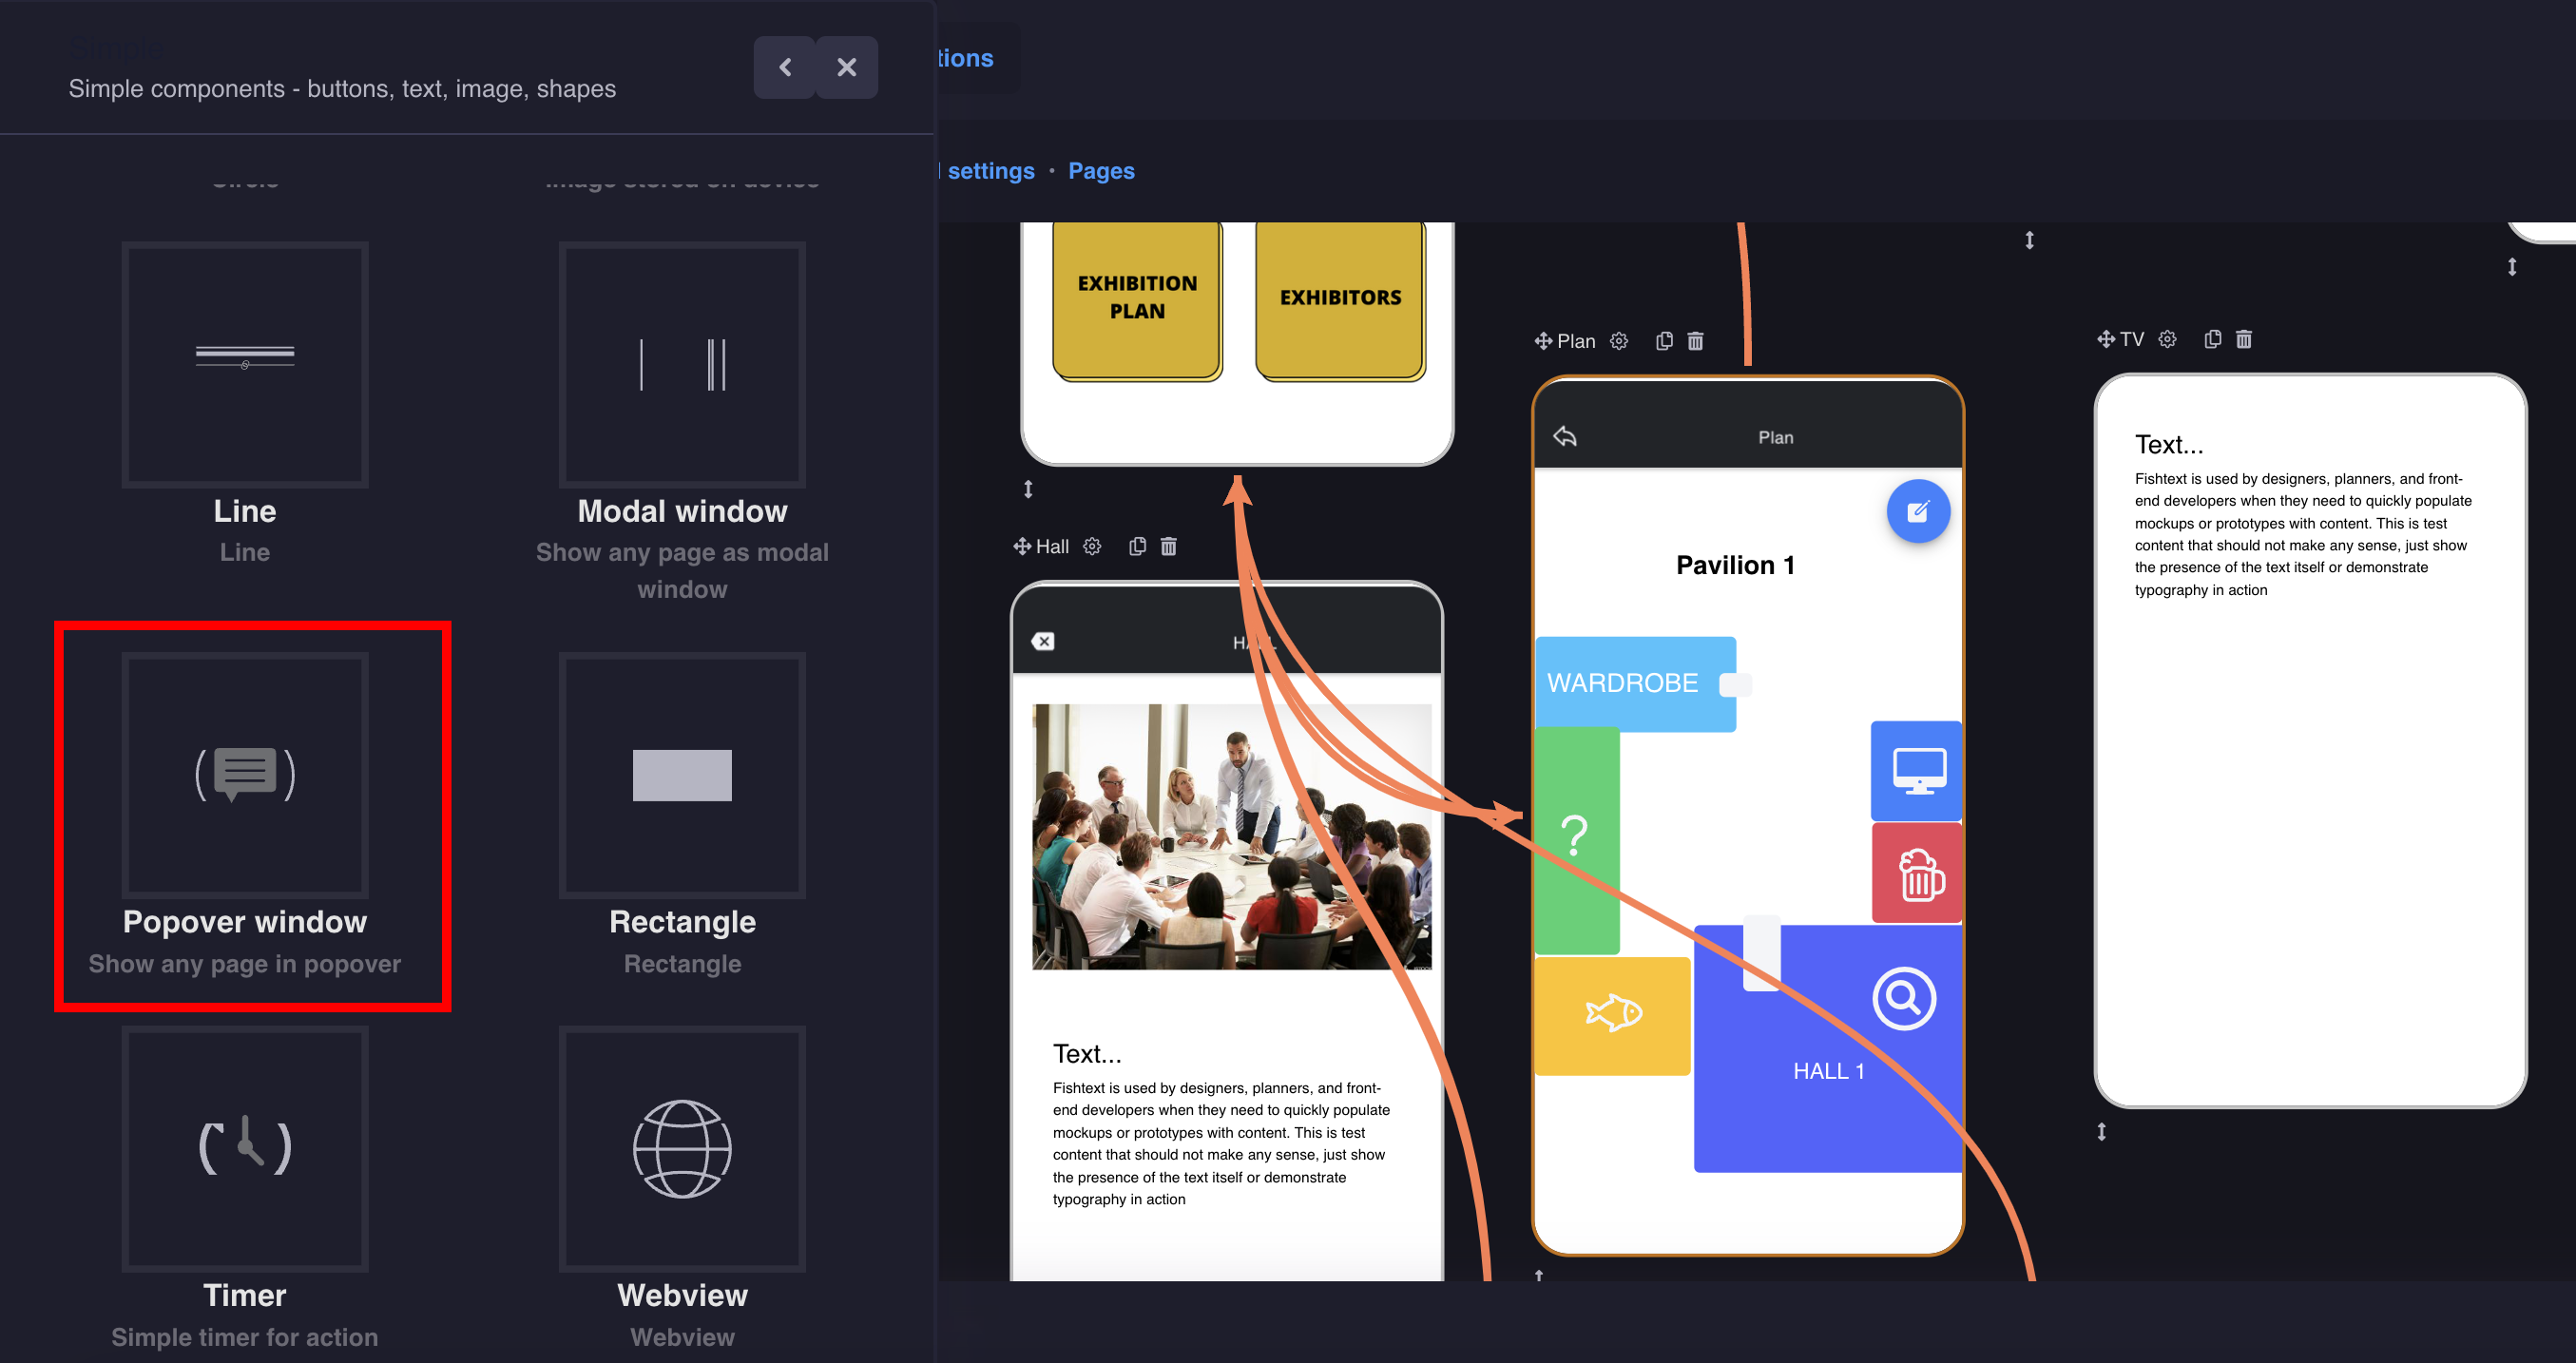 Simple
Simple components - buttons, text, image, shapes
Circle
Image stored on device
Line
Line
Modal window
Show any page as modal
window
Popover window
Show any page in popover
Rectangle
Rectangle
Timer
Simple timer for action
Webview
Webview
tions
settings • Pages
EXHIBITION
PLAN
EXHIBITORS
Hall
HALL
Text...
Fishtext is used by designers, planners, and front-
end developers when they need to quickly populate
mockups or prototypes with content. This is test
content that should not make any sense, just show
the presence of the text itself or demonstrate
typography in action
Plan
Plan
Pavilion 1
WARDROBE
?
HALL 1
TV
Text...
Fishtext is used by designers, planners, and front-
end developers when they need to quickly populate
mockups or prototypes with content. This is test
content that should not make any sense, just show
the presence of the text itself or demonstrate
typography in action